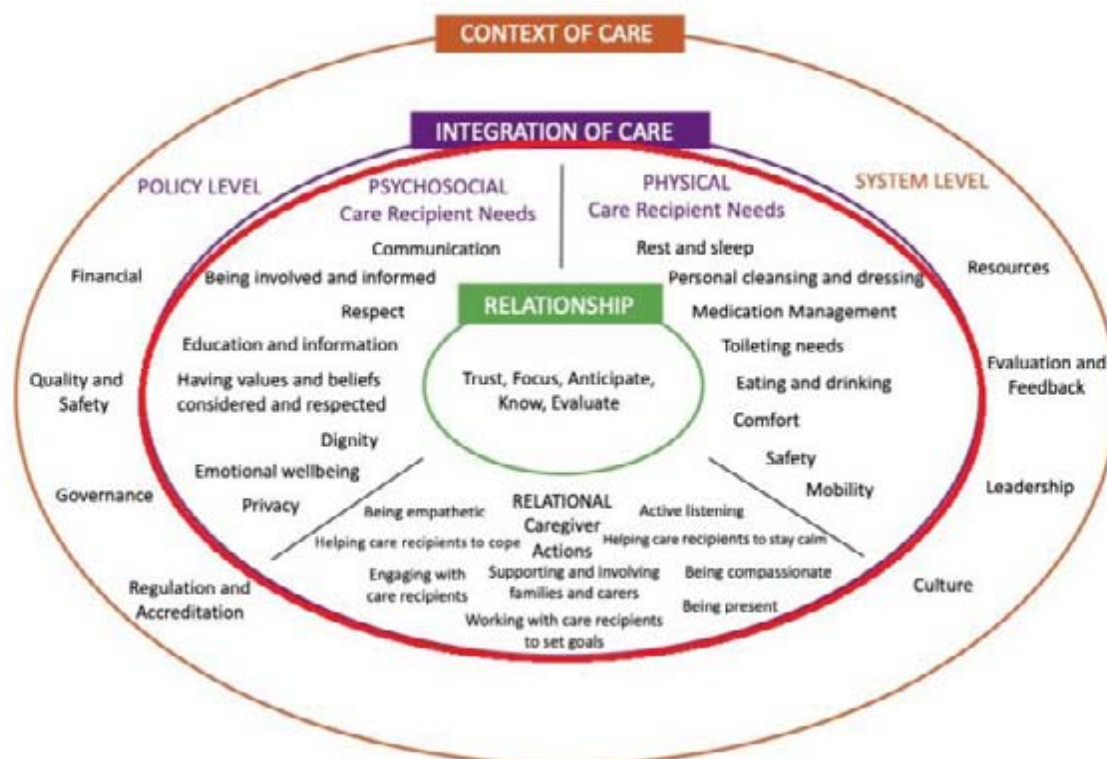 CONTEXT OF CARE
INTEGRATION OF CARE
POLICY LEVEL
Financial
Quality and
Safety
Governance
Regulation and
Accreditation
PSYCHOSOCIAL
Care Recipient Needs
Communication
Being involved and informed
Respect
Education and information
Having values and beliefs
considered and respected
Dignity
Emotional wellbeing
Privacy
RELATIONSHIP
Trust, Focus, Anticipate,
Know, Evaluate
PHYSICAL
Care Recipient Needs
Rest and sleep
Personal cleansing and dressing
Medication Management
Toileting needs
Eating and drinking
Comfort
Safety
Mobility
RELATIONAL
Caregiver
Actions
Being empathetic
Active listening
Helping care recipients to cope
Helping care recipients to stay calm
Engaging with
care recipients
Supporting and involving
families and carers
Being compassionate
Being present
Working with care recipients
to set goals
SYSTEM LEVEL
Resources
Evaluation and
Feedback
Leadership
Culture